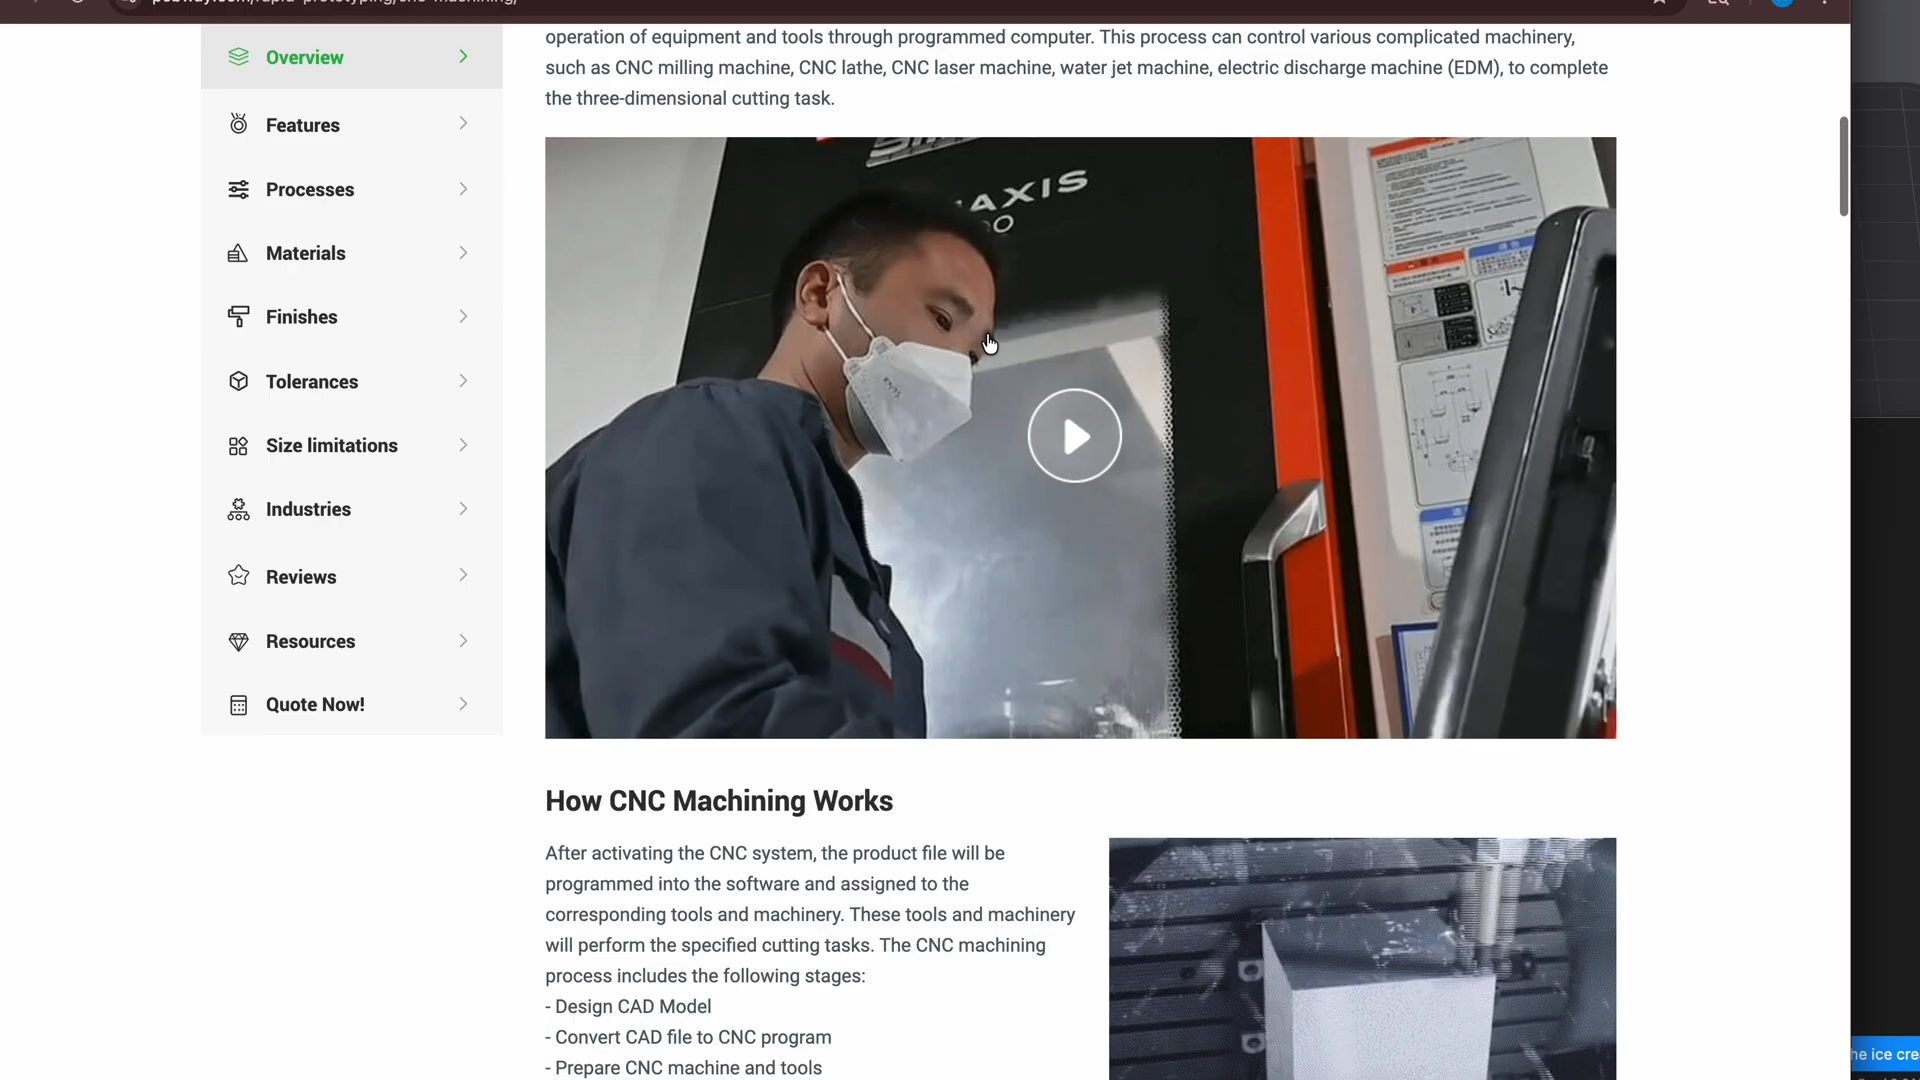 operation of equipment and tools through programmed computer. This process can control various complicated machinery,
such as CNC milling machine, CNC lathe, CNC laser machine, water jet machine, electric discharge machine (EDM), to complete
the three-dimensional cutting task.
Overview
Features
Processes
Materials
Finishes
Tolerances
Size limitations
Industries
Reviews
Resources
Quote Now!
AXIS
How CNC Machining Works
After activating the CNC system, the product file will be
programmed into the software and assigned to the
corresponding tools and machinery. These tools and machinery
will perform the specified cutting tasks. The CNC machining
process includes the following stages:
- Design CAD Model
- Convert CAD file to CNC program
- Prepare CNC machine and tools
he ice cre